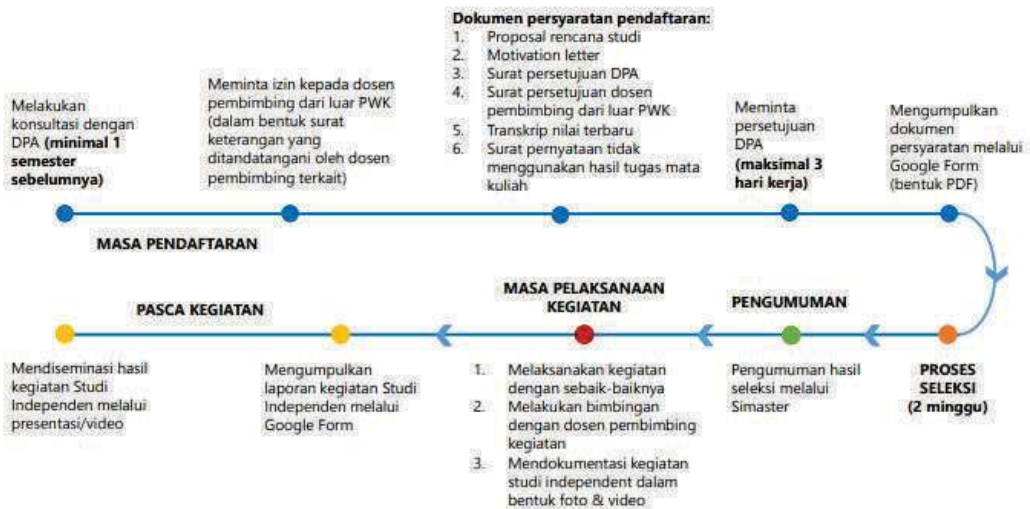 Melakukan
konsultasi dengan
DPA (minimal 1
semester
sebelumnya)
Meminta izin kepada dosen
pembimbing dari luar PWK
(dalam bentuk surat
keterangan yang
ditandatangani oleh dosen
pembimbing terkait)
Dokumen persyaratan pendaftaran:
1. Proposal rencana studi
2. Motivation letter
3. Surat persetujuan DPA
4. Surat persetujuan dosen
pembimbing dari luar PWK
5. Transkrip nilai terbaru
6. Surat pernyataan tidak
menggunakan hasil tugas mata
kuliah
Meminta
persetujuan
DPA
(maksimal 3
hari kerja)
Mengumpulkan
dokumen
persyaratan melalui
Google Form
(bentuk PDF)
MASA PENDAFTARAN
PROSES
SELEKSI
(2 minggu)
PENGUMUMAN
Pengumuman hasil
seleksi melalui
Simaster
MASA PELAKSANAAN
KEGIATAN
1. Melaksanakan kegiatan
dengan sebaik-baiknya
2. Melakukan bimbingan
dengan dosen pembimbing
kegiatan
3. Mendokumentasi kegiatan
studi independent dalam
bentuk foto & video
PASCA KEGIATAN
Mengumpulkan
laporan kegiatan Studi
Independen melalui
Google Form
Mendiseminasi hasil
kegiatan Studi
Independen melalui
presentasi/video